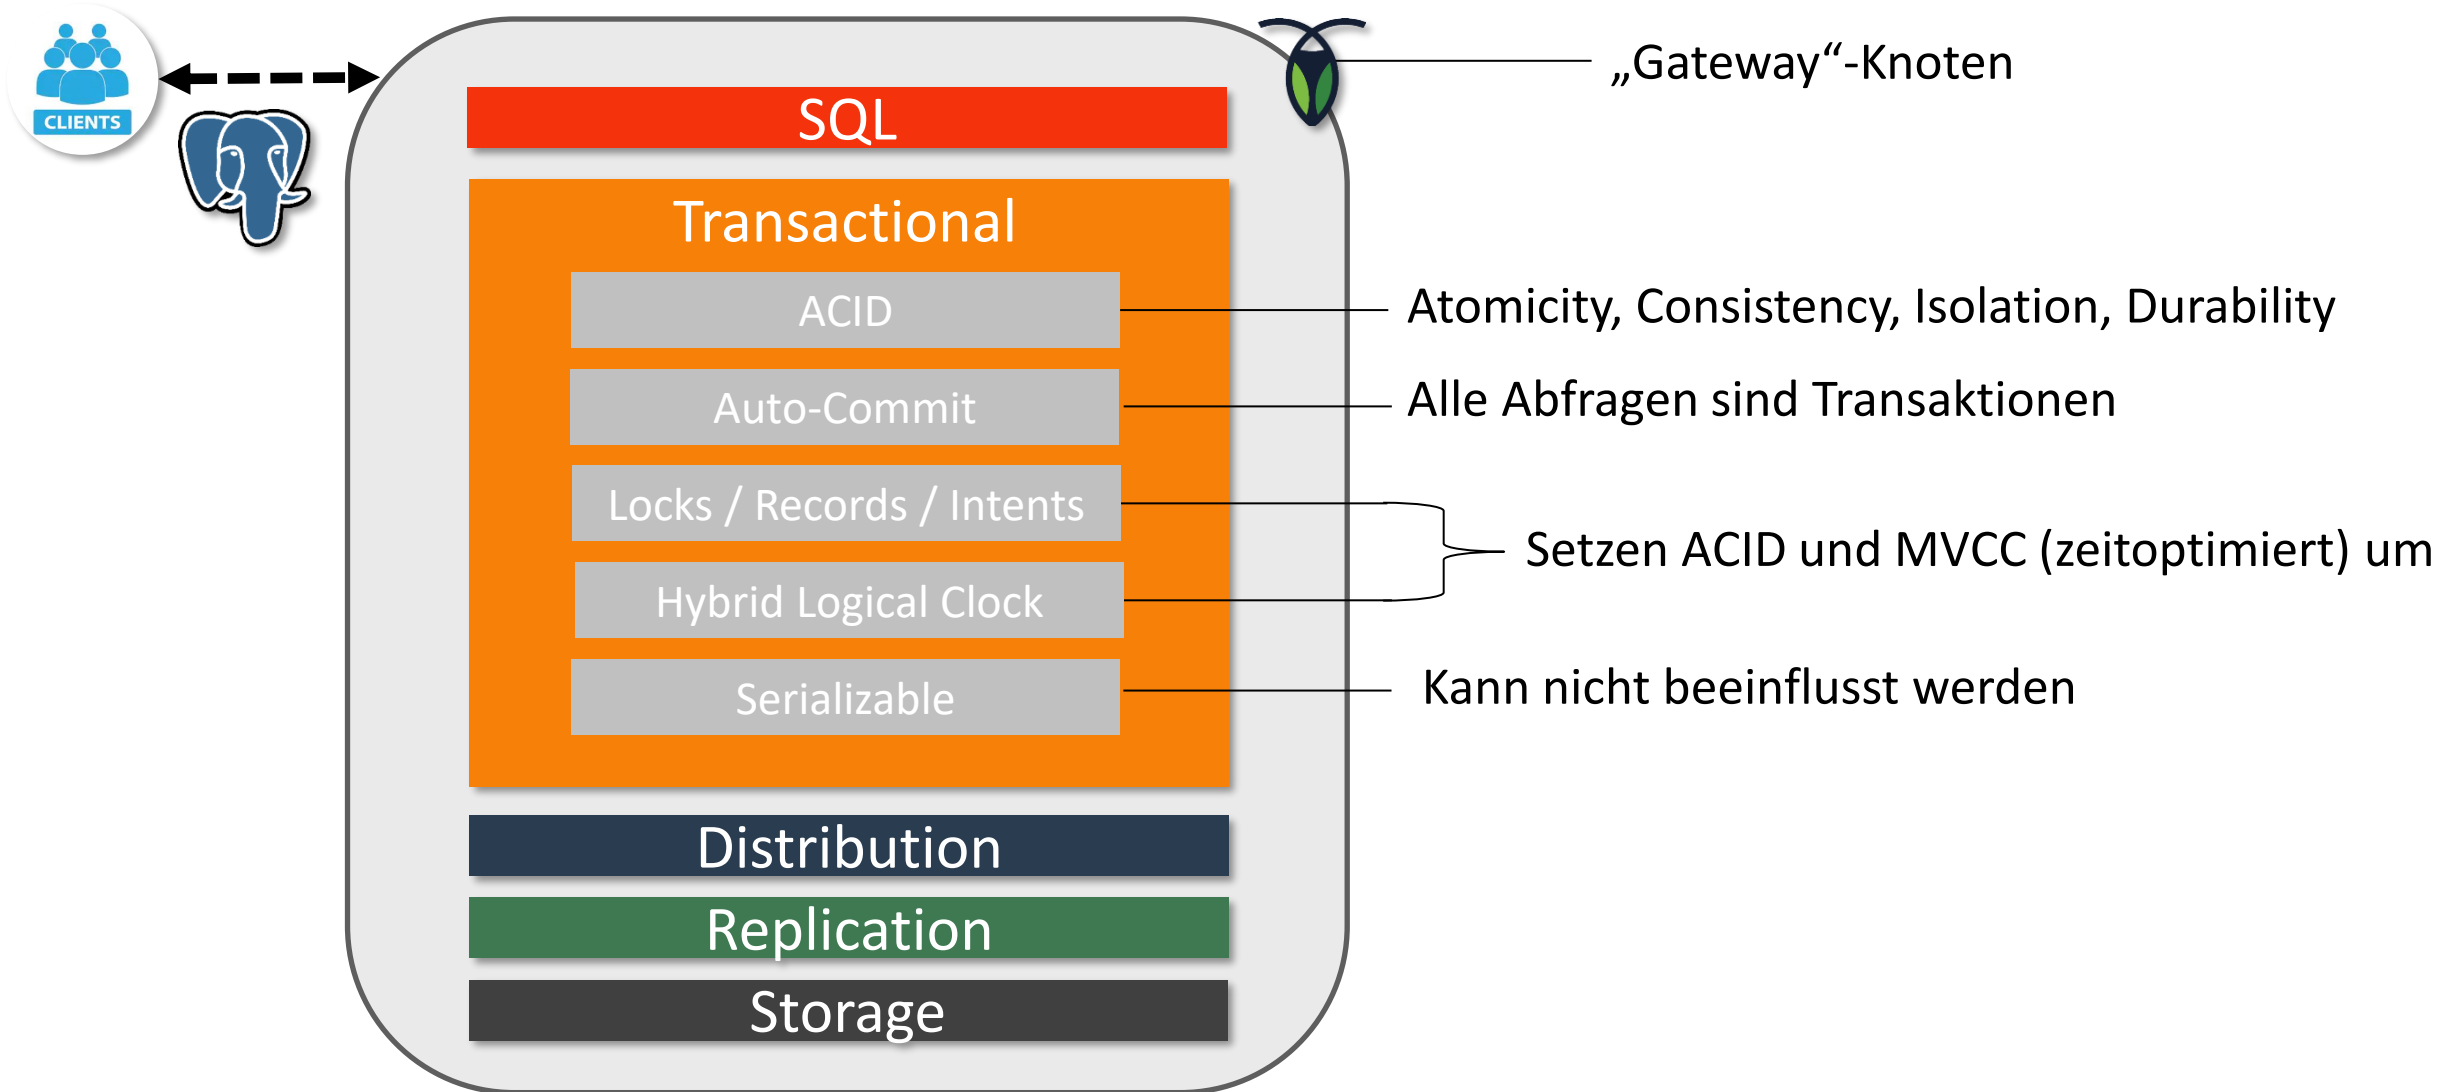 CLIENTS
„Gateway“-Knoten
SQL
Transactional
ACID
Atomicity, Consistency, Isolation, Durability
Auto-Commit
Alle Abfragen sind Transaktionen
Locks / Records / Intents
Setzen ACID und MVCC (zeitoptimiert) um
Hybrid Logical Clock
Serializable
Kann nicht beeinflusst werden
Distribution
Replication
Storage